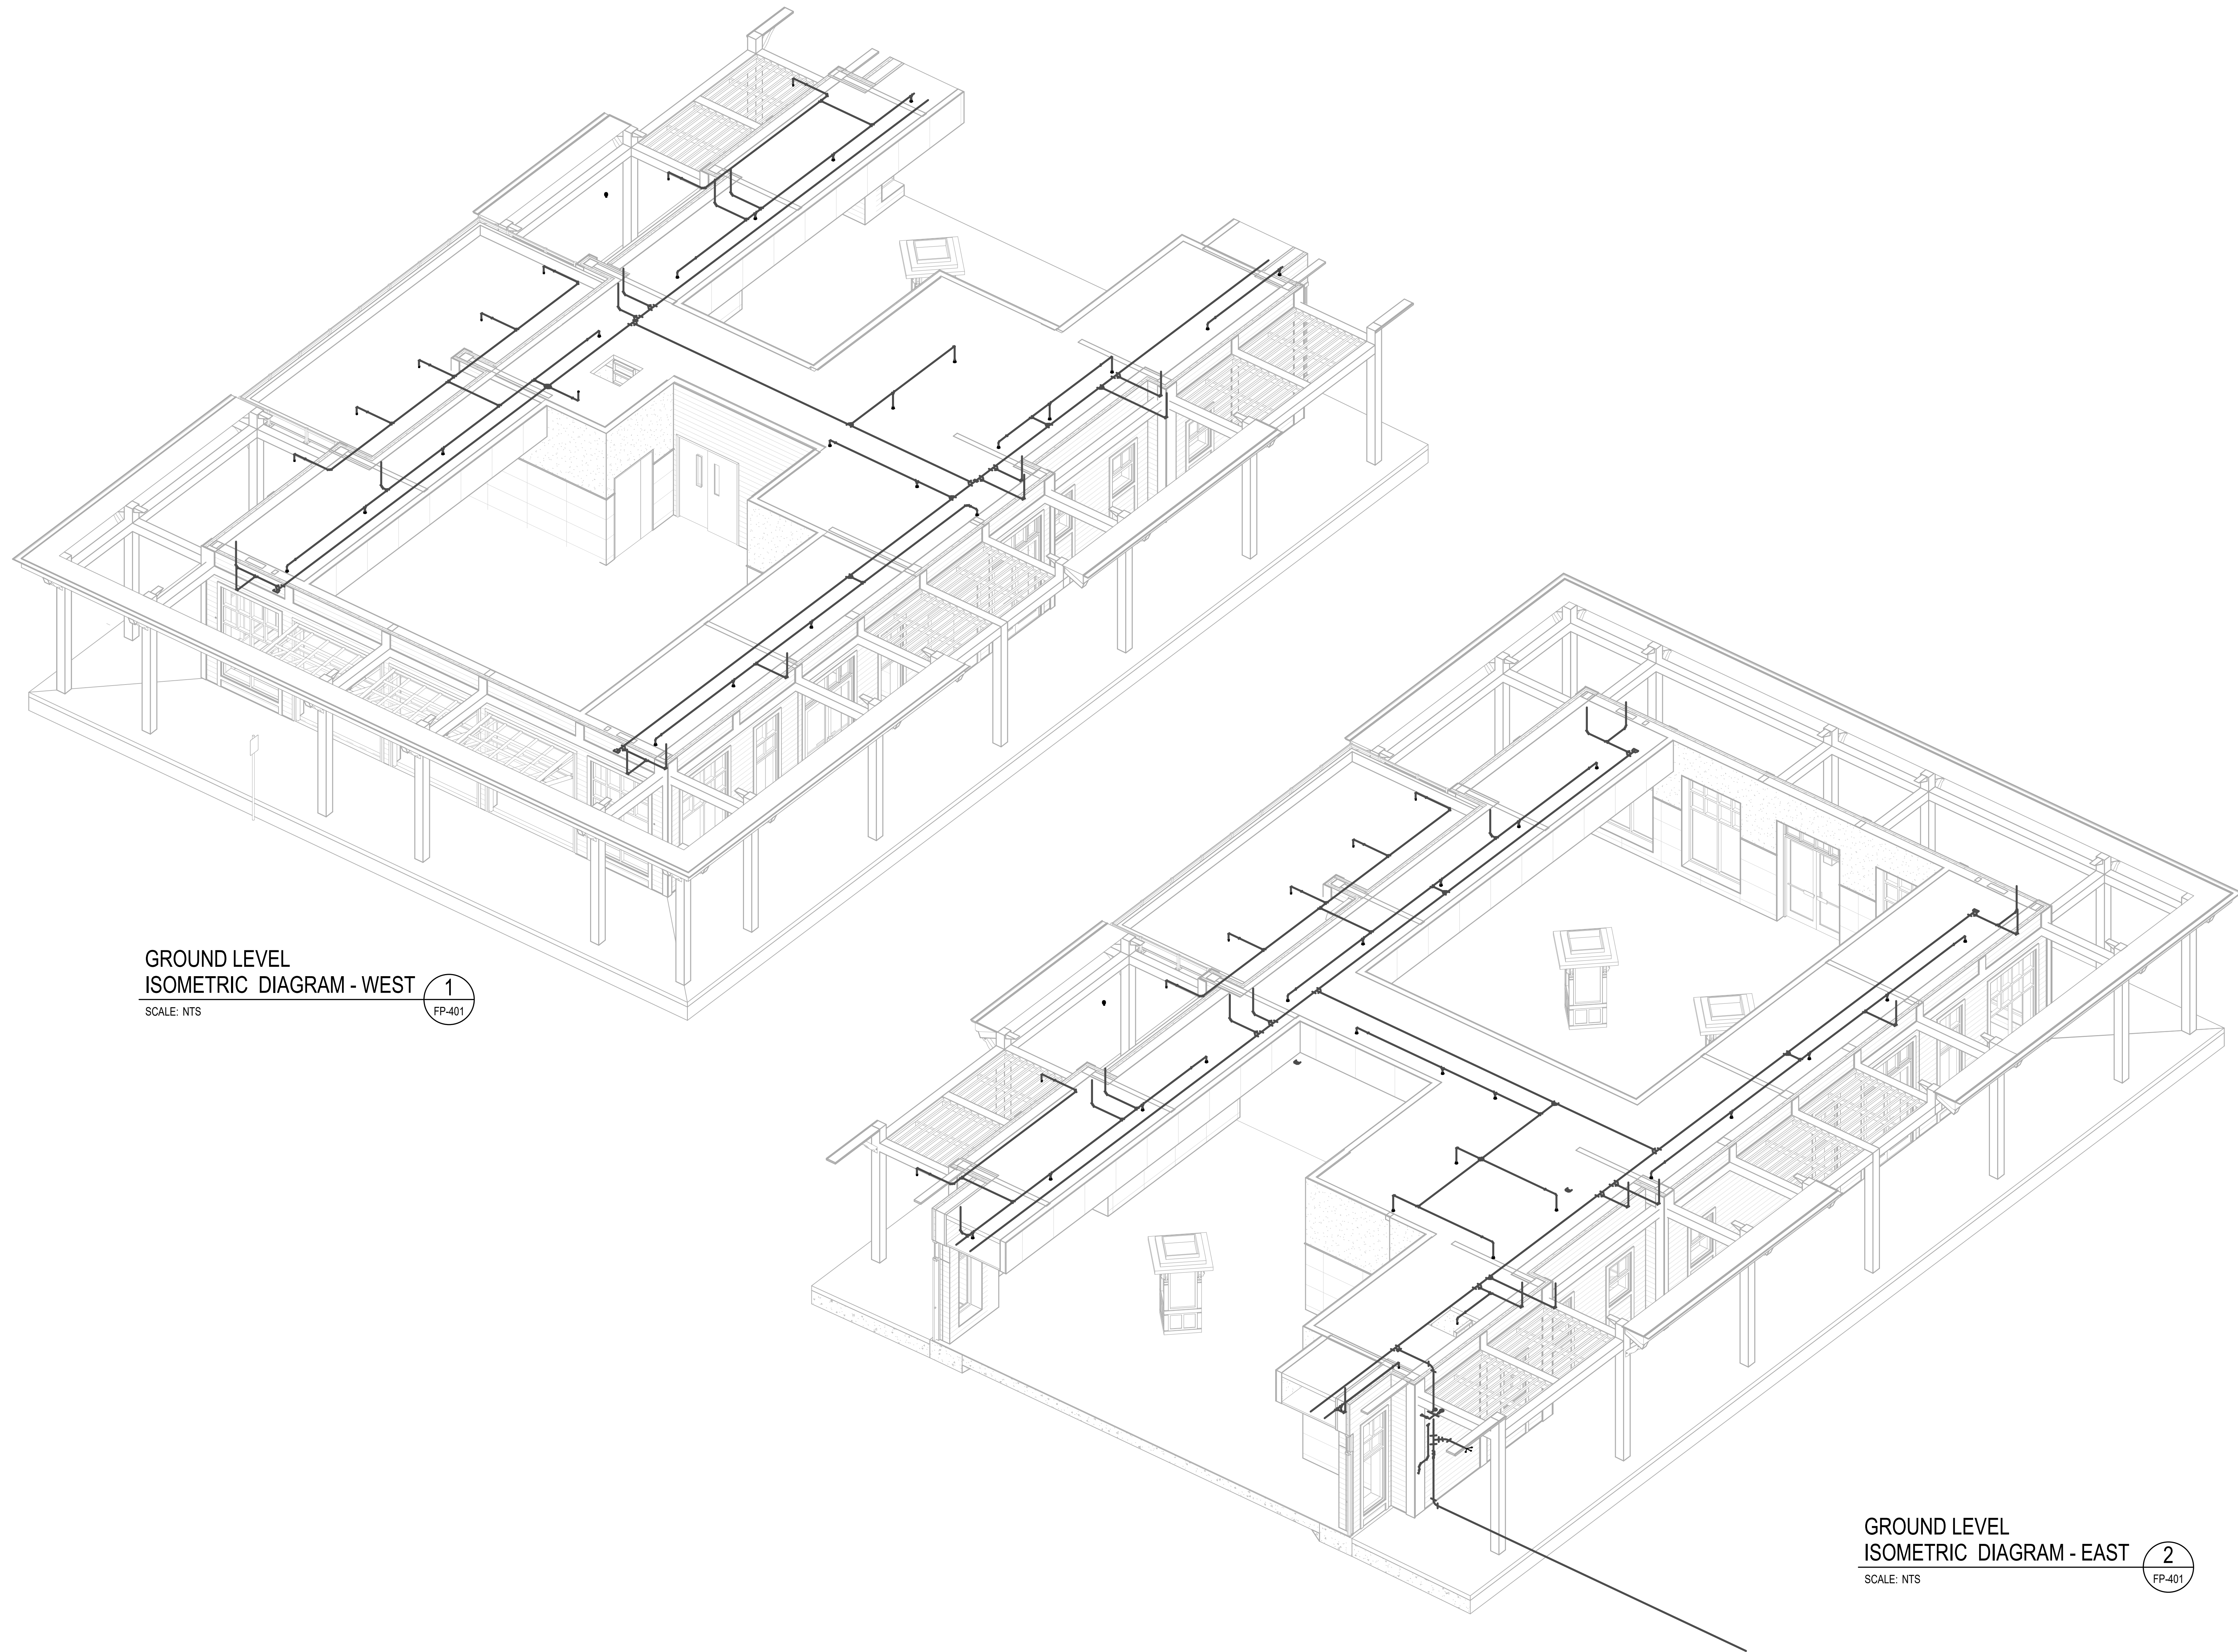 GROUND LEVEL
ISOMETRIC DIAGRAM - WEST
1
FP-401
SCALE: NTS
GROUND LEVEL
ISOMETRIC DIAGRAM - EAST
2
FP-401
SCALE: NTS